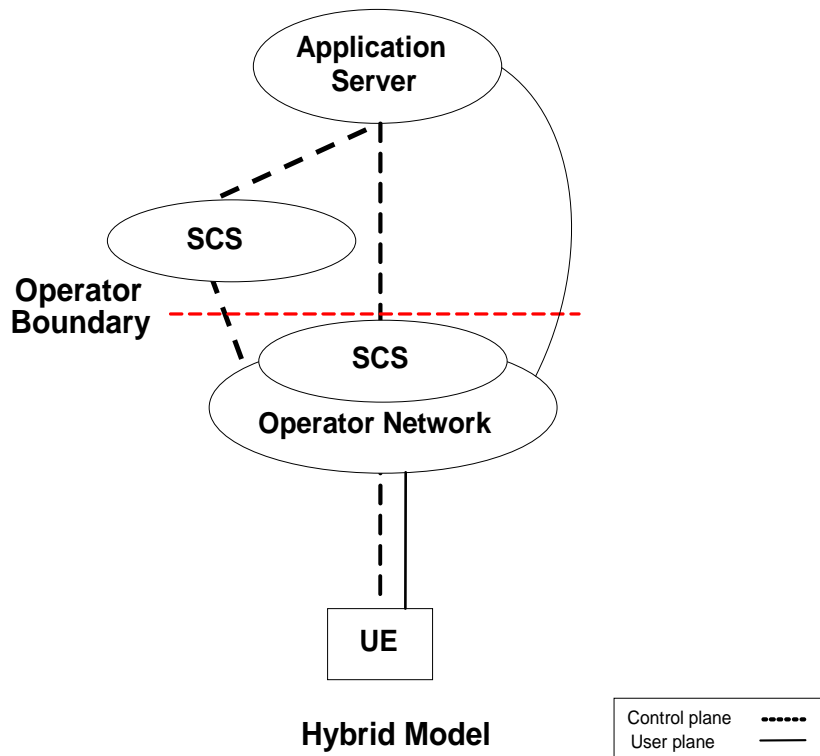 Application
Server
SCS
Operator
Boundary
SCS
Operator Network
UE
Hybrid Model
Control plane
User plane